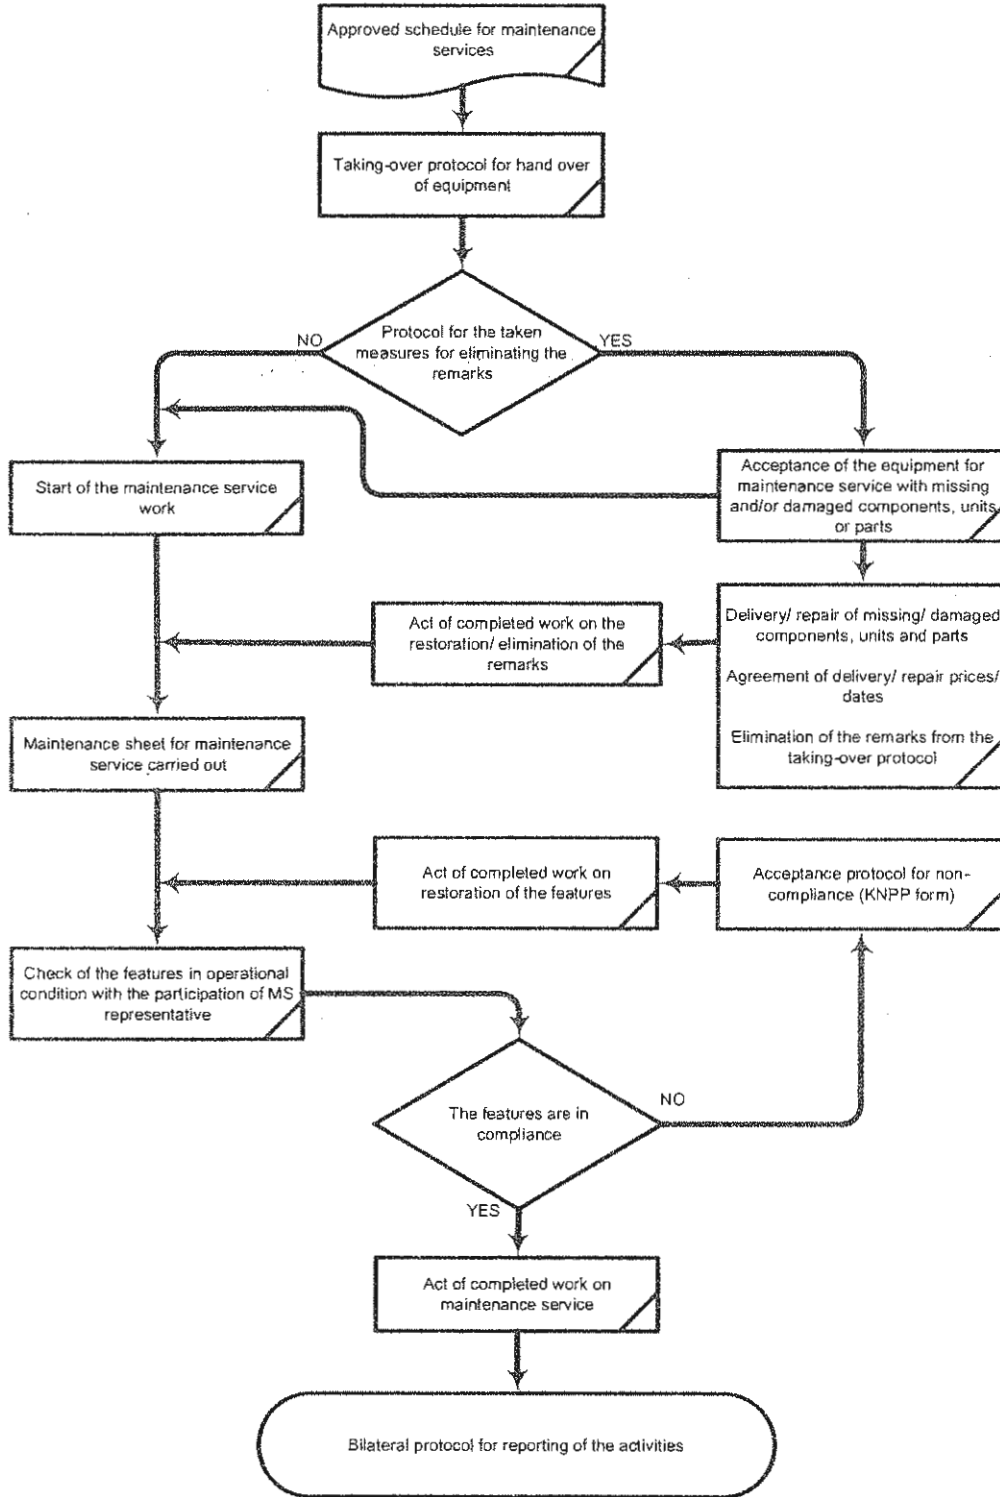 Approved schedule for maintenance
services
Taking-over protocol for hand over
of equipment
Protocol for the taken
measures for eliminating the
remarks
NO
YES
Start of the maintenance service
work
Acceptance of the equipment for
maintenance service with missing
and/or damaged components, units
or parts
Act of completed work on the
restoration/ elimination of the
remarks
Delivery/ repair of missing/ damaged
components, units and parts
Agreement of delivery/ repair prices/
dates
Elimination of the remarks from the
taking-over protocol
Maintenance sheet for maintenance
service carried out
Act of completed work on
restoration of the features
Acceptance protocol for non-
compliance (KNPP form)
Check of the features in operational
condition with the participation of MS
representative
The features are in
compliance
NO
YES
Act of completed work on
maintenance service
Bilateral protocol for reporting of the activities